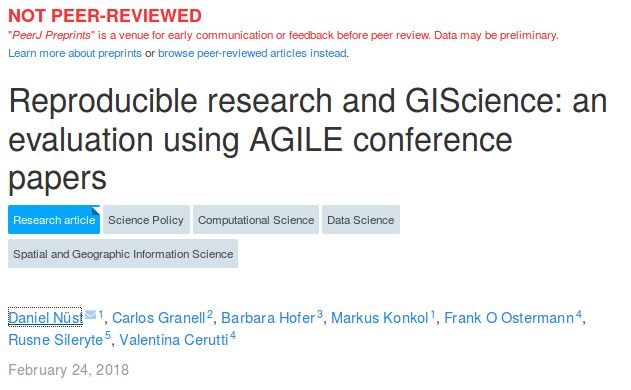 NOT PEER-REVIEWED
"PeerJ Preprints" is a venue for early communication or feedback before peer review. Data may be preliminary.
Learn more about preprints or browse peer-reviewed articles instead.
Reproducible research and GIScience: an
evaluation using AGILE conference
papers
Research article Science Policy Computational Science Data Science
Spatial and Geographic Information Science
Daniel Nüst 1, Carlos Granell 2, Barbara Hofer 3, Markus Konkol 1, Frank O Ostermann 4,
Rusne Sileryte 5, Valentina Cerutti 4
February 24, 2018